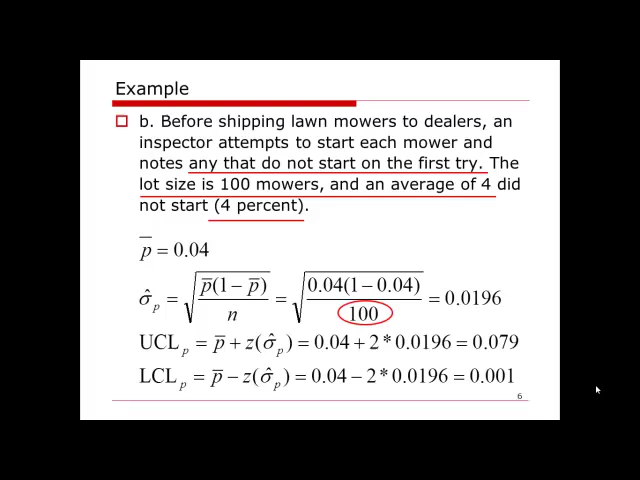 Example
b. Before shipping lawn mowers to dealers, an
inspector attempts to start each mower and
notes any that do not start on the first try. The
lot size is 100 mowers, and an average of 4 did
not start (4 percent).
p̅ = 0.04
σ̂ₚ = √(p̅(1 − p̅)/n) = √(0.04(1 − 0.04)/100) = 0.0196
UCLₚ = p̅ + z(σ̂ₚ) = 0.04 + 2 * 0.0196 = 0.079
LCLₚ = p̅ − z(σ̂ₚ) = 0.04 − 2 * 0.0196 = 0.001
6